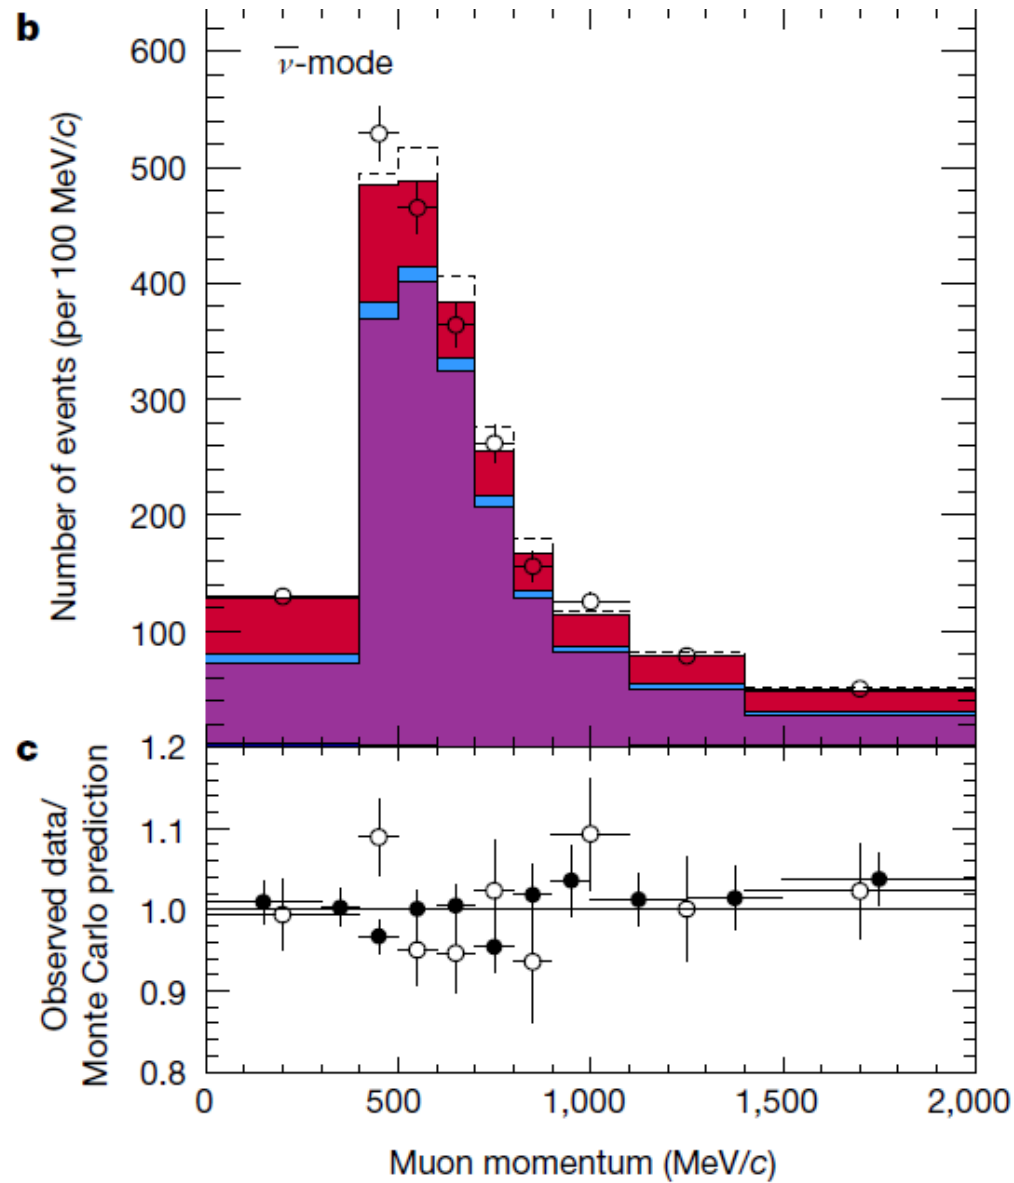 b
ν̅-mode
600
500
400
300
200
100
Number of events (per 100 MeV/c)
c
1.2
1.1
1.0
0.9
0.8
Observed data/
Monte Carlo prediction
0 500 1,000 1,500 2,000
Muon momentum (MeV/c)